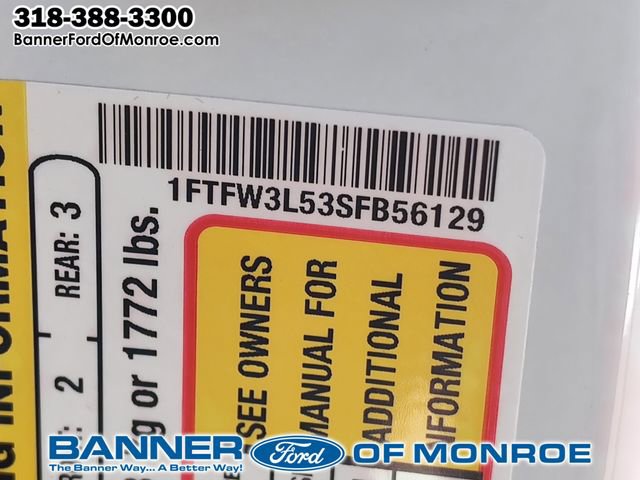 318-388-3300
BannerFordOfMonroe.com
1FTFW3L53SFB56129
REAR: 3
2
g or 1772 lbs.
SEE OWNERS
MANUAL FOR
ADDITIONAL
INFORMATION
BANNER Ford OF MONROE
The Banner Way... A Better Way!